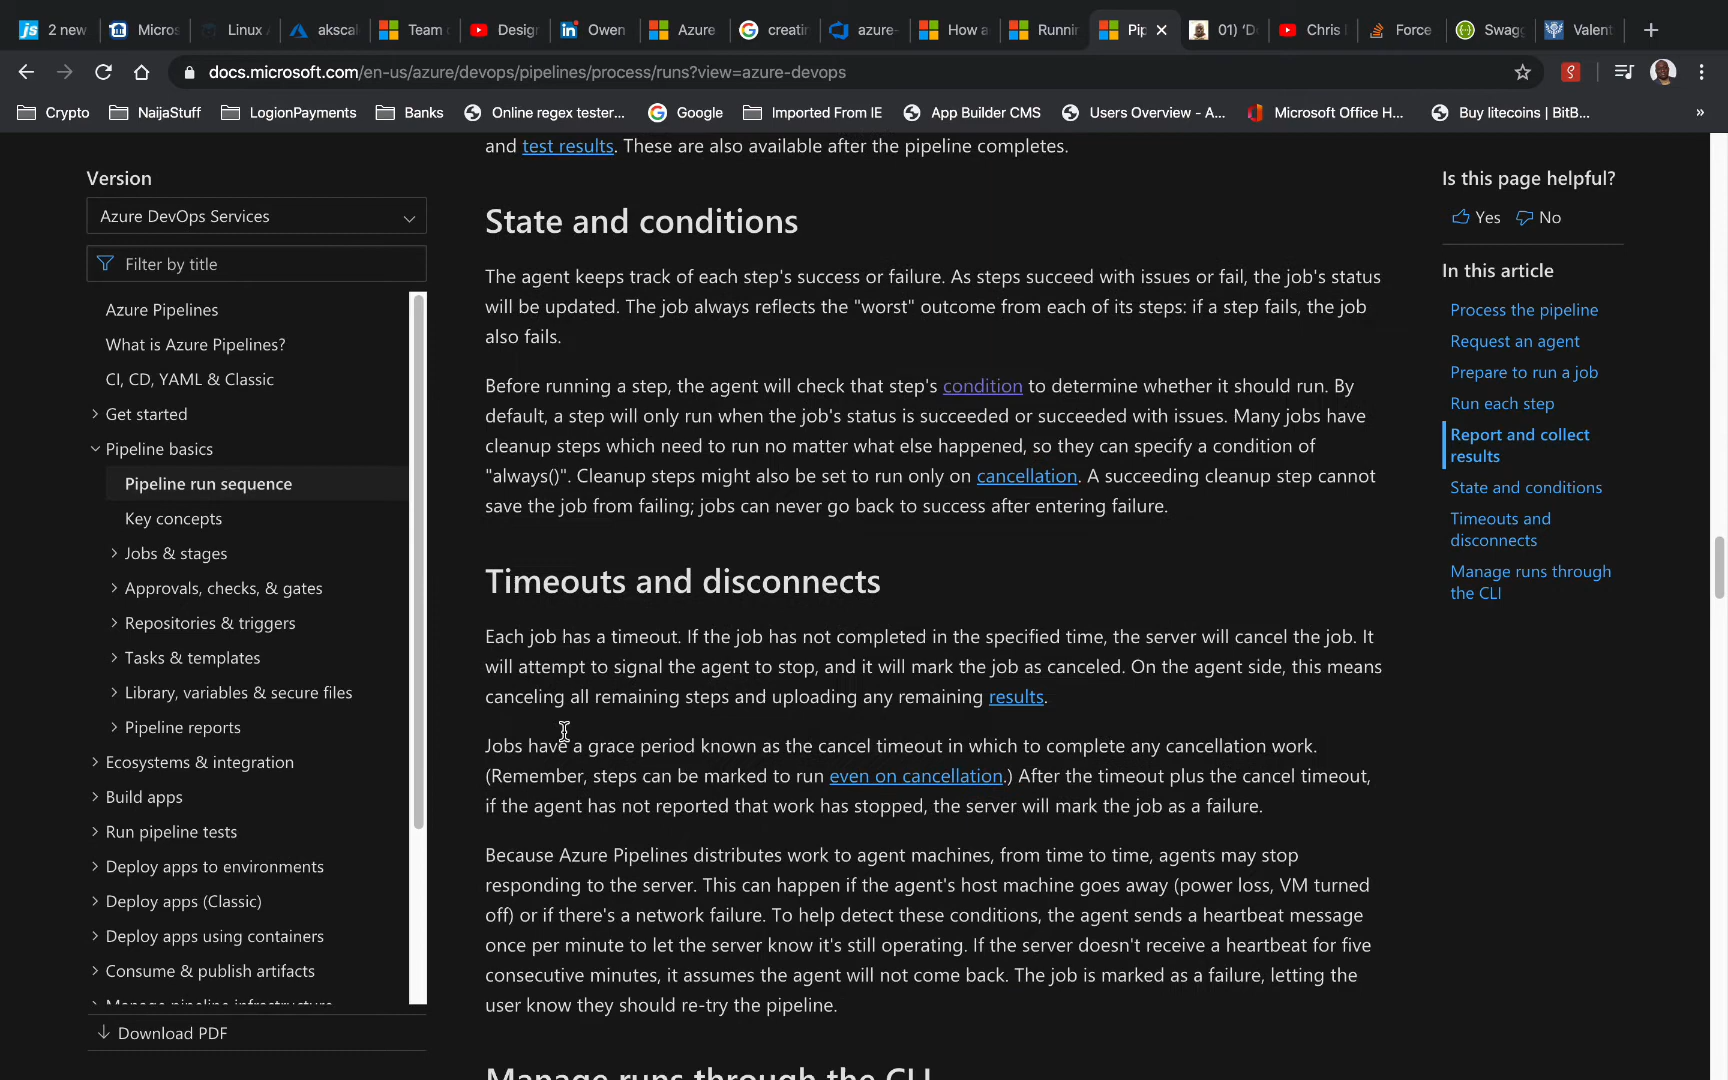 2 new
Micros
Linux
akscal
Team
Desig
Owen
Azure
creatin
azure-
How a
Runnin
Pip
01) 'D
Chris
Force
Swagg
Valent
docs.microsoft.com/en-us/azure/devops/pipelines/process/runs?view=azure-devops
Crypto
NaijaStuff
LogionPayments
Banks
Online regex tester...
Google
Imported From IE
App Builder CMS
Users Overview - A...
Microsoft Office H...
Buy litecoins | BitB...
»
Version
Azure DevOps Services
Filter by title
Azure Pipelines
What is Azure Pipelines?
CI, CD, YAML & Classic
Get started
Pipeline basics
Pipeline run sequence
Key concepts
Jobs & stages
Approvals, checks, & gates
Repositories & triggers
Tasks & templates
Library, variables & secure files
Pipeline reports
Ecosystems & integration
Build apps
Run pipeline tests
Deploy apps to environments
Deploy apps (Classic)
Deploy apps using containers
Consume & publish artifacts
Manage pipeline infrastructure
Download PDF
and test results. These are also available after the pipeline completes.
State and conditions
The agent keeps track of each step's success or failure. As steps succeed with issues or fail, the job's status
will be updated. The job always reflects the "worst" outcome from each of its steps: if a step fails, the job
also fails.
Before running a step, the agent will check that step's condition to determine whether it should run. By
default, a step will only run when the job's status is succeeded or succeeded with issues. Many jobs have
cleanup steps which need to run no matter what else happened, so they can specify a condition of
"always()". Cleanup steps might also be set to run only on cancellation. A succeeding cleanup step cannot
save the job from failing; jobs can never go back to success after entering failure.
Timeouts and disconnects
Each job has a timeout. If the job has not completed in the specified time, the server will cancel the job. It
will attempt to signal the agent to stop, and it will mark the job as canceled. On the agent side, this means
canceling all remaining steps and uploading any remaining results.
Jobs have a grace period known as the cancel timeout in which to complete any cancellation work.
(Remember, steps can be marked to run even on cancellation.) After the timeout plus the cancel timeout,
if the agent has not reported that work has stopped, the server will mark the job as a failure.
Because Azure Pipelines distributes work to agent machines, from time to time, agents may stop
responding to the server. This can happen if the agent's host machine goes away (power loss, VM turned
off) or if there's a network failure. To help detect these conditions, the agent sends a heartbeat message
once per minute to let the server know it's still operating. If the server doesn't receive a heartbeat for five
consecutive minutes, it assumes the agent will not come back. The job is marked as a failure, letting the
user know they should re-try the pipeline.
Manage runs through the CLI
Is this page helpful?
Yes
No
In this article
Process the pipeline
Request an agent
Prepare to run a job
Run each step
Report and collect
results
State and conditions
Timeouts and
disconnects
Manage runs through
the CLI